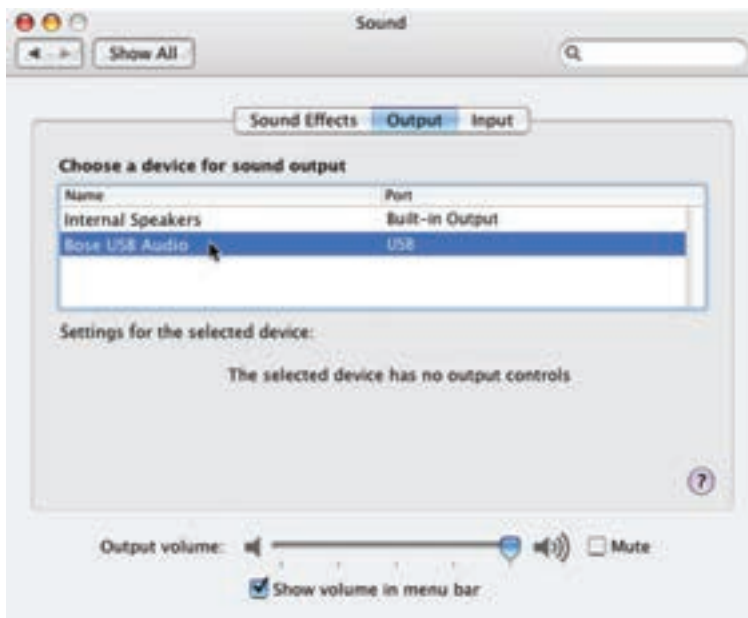 Sound
Show All
Sound Effects Output Input
Choose a device for sound output
Name Port
Internal Speakers Built-in Output
Bose USB Audio USB
Settings for the selected device:
The selected device has no output controls
?
Output volume: Mute
Show volume in menu bar